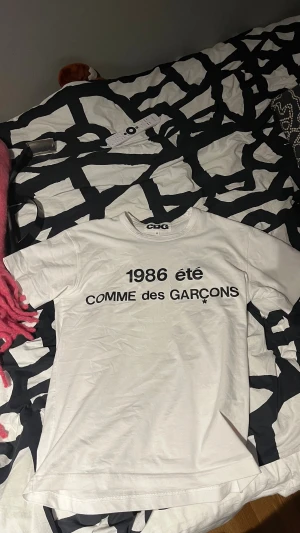 CDG
1986 été
COMME des GARÇONS